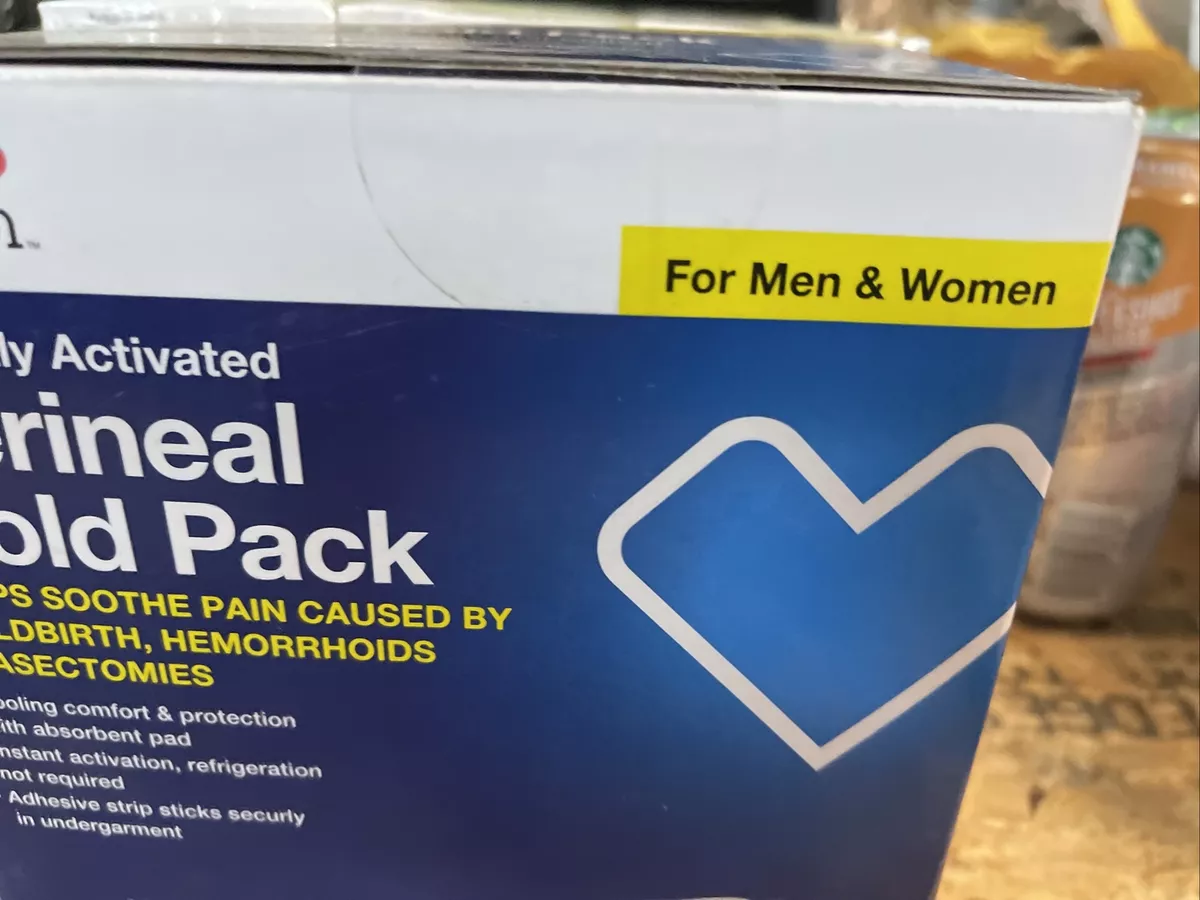 n™
For Men & Women
ly Activated
erineal
old Pack
PS SOOTHE PAIN CAUSED BY
LDBIRTH, HEMORRHOIDS
ASECTOMIES
ooling comfort & protection
ith absorbent pad
nstant activation, refrigeration
not required
Adhesive strip sticks securly
in undergarment